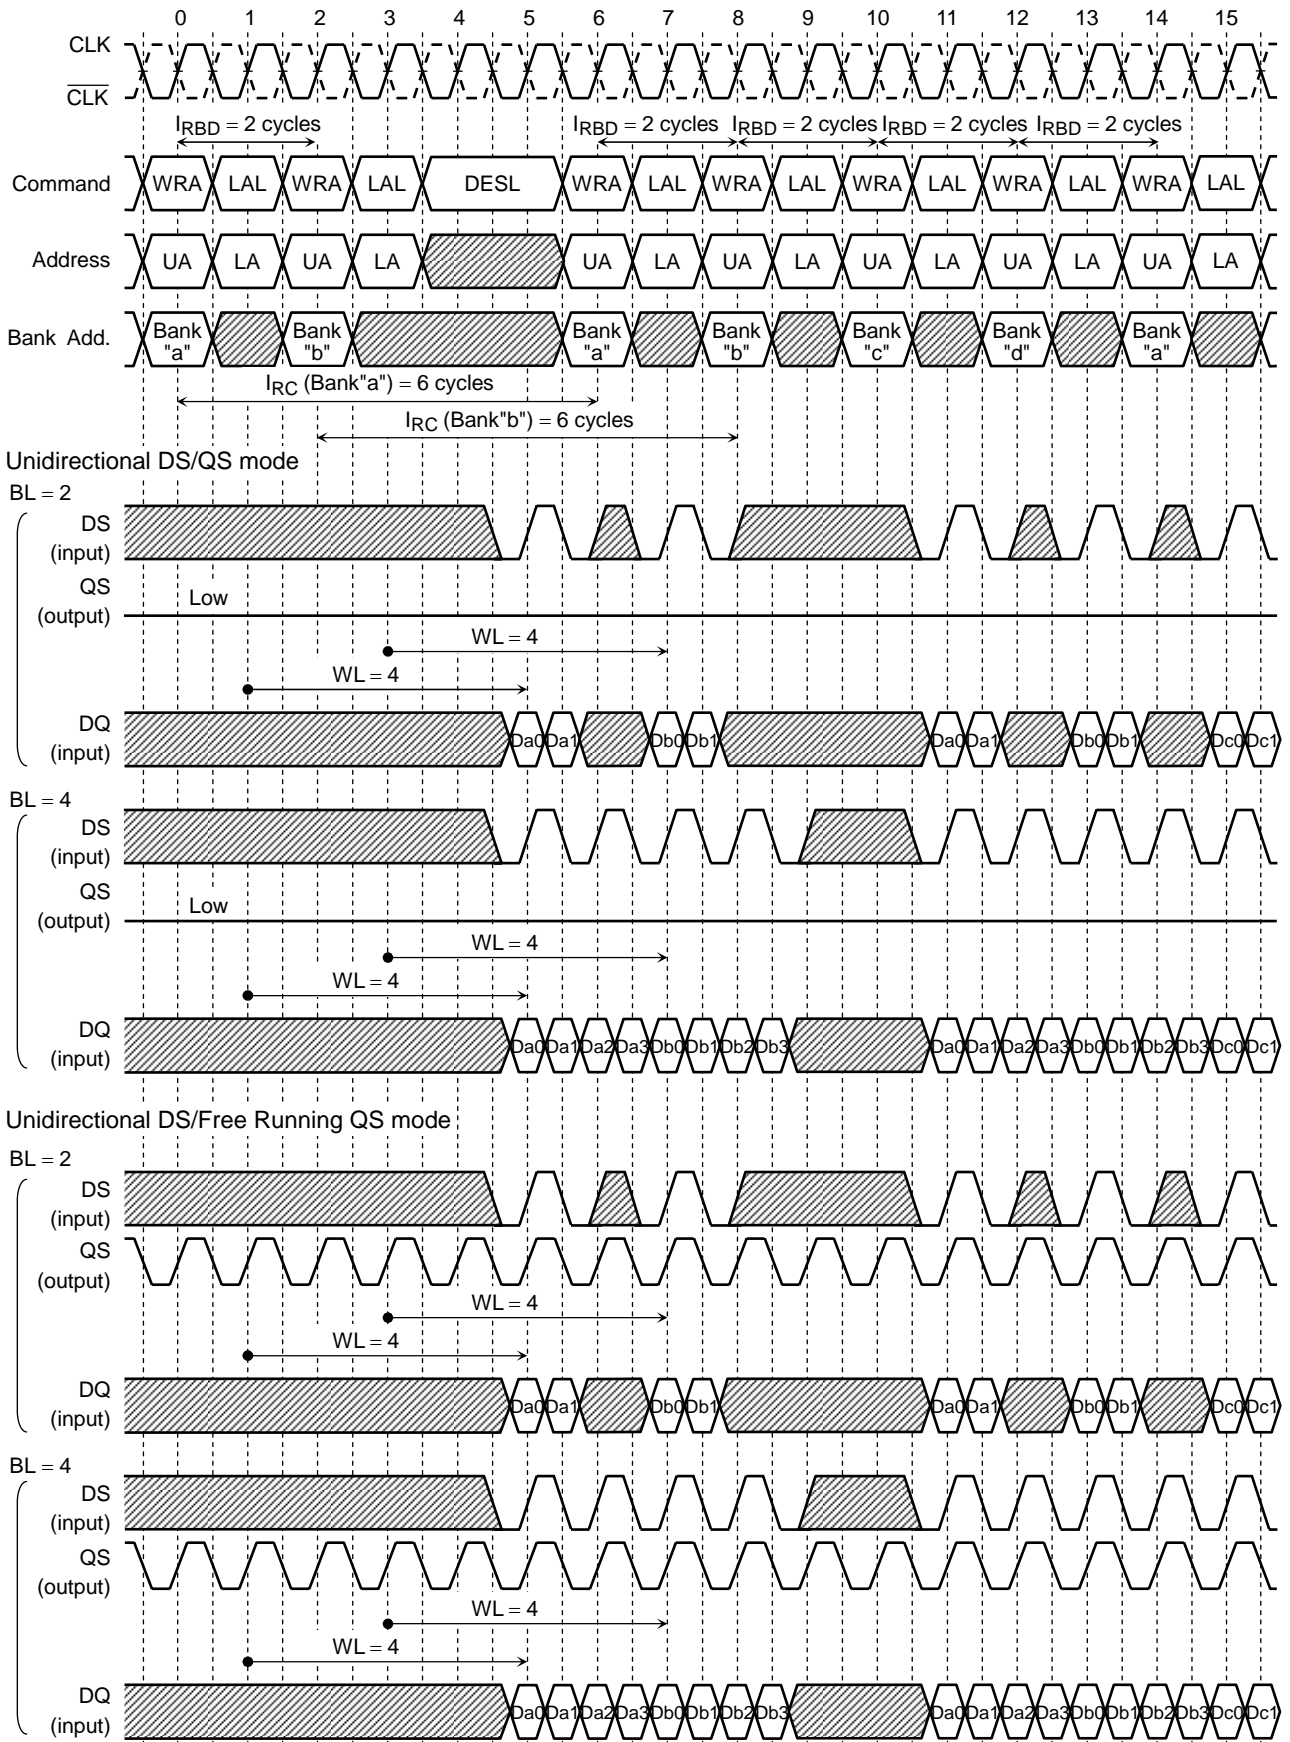 0 1 2 3 4 5 6 7 8 9 10 11 12 13 14 15
CLK
CLK
IRBD = 2 cycles IRBD = 2 cycles IRBD = 2 cycles IRBD = 2 cycles IRBD = 2 cycles
Command WRA LAL WRA LAL DESL WRA LAL WRA LAL WRA LAL WRA LAL WRA LAL
Address UA LA UA LA UA LA UA LA UA LA UA LA UA LA
Bank Add. Bank "a" Bank "b" Bank "a" Bank "b" Bank "c" Bank "d" Bank "a"
IRC (Bank"a") = 6 cycles
IRC (Bank"b") = 6 cycles
Unidirectional DS/QS mode
BL = 2
DS
(input)
QS
(output)
Low
WL = 4
WL = 4
DQ
(input)
Da0 Da1 Db0 Db1 Da0 Da1 Db0 Db1 Dc0 Dc1
BL = 4
DS
(input)
QS
(output)
Low
WL = 4
WL = 4
DQ
(input)
Da0 Da1 Da2 Da3 Db0 Db1 Db2 Db3 Da0 Da1 Da2 Da3 Db0 Db1 Db2 Db3 Dc0 Dc1
Unidirectional DS/Free Running QS mode
BL = 2
DS
(input)
QS
(output)
WL = 4
WL = 4
DQ
(input)
Da0 Da1 Db0 Db1 Da0 Da1 Db0 Db1 Dc0 Dc1
BL = 4
DS
(input)
QS
(output)
WL = 4
WL = 4
DQ
(input)
Da0 Da1 Da2 Da3 Db0 Db1 Db2 Db3 Da0 Da1 Da2 Da3 Db0 Db1 Db2 Db3 Dc0 Dc1